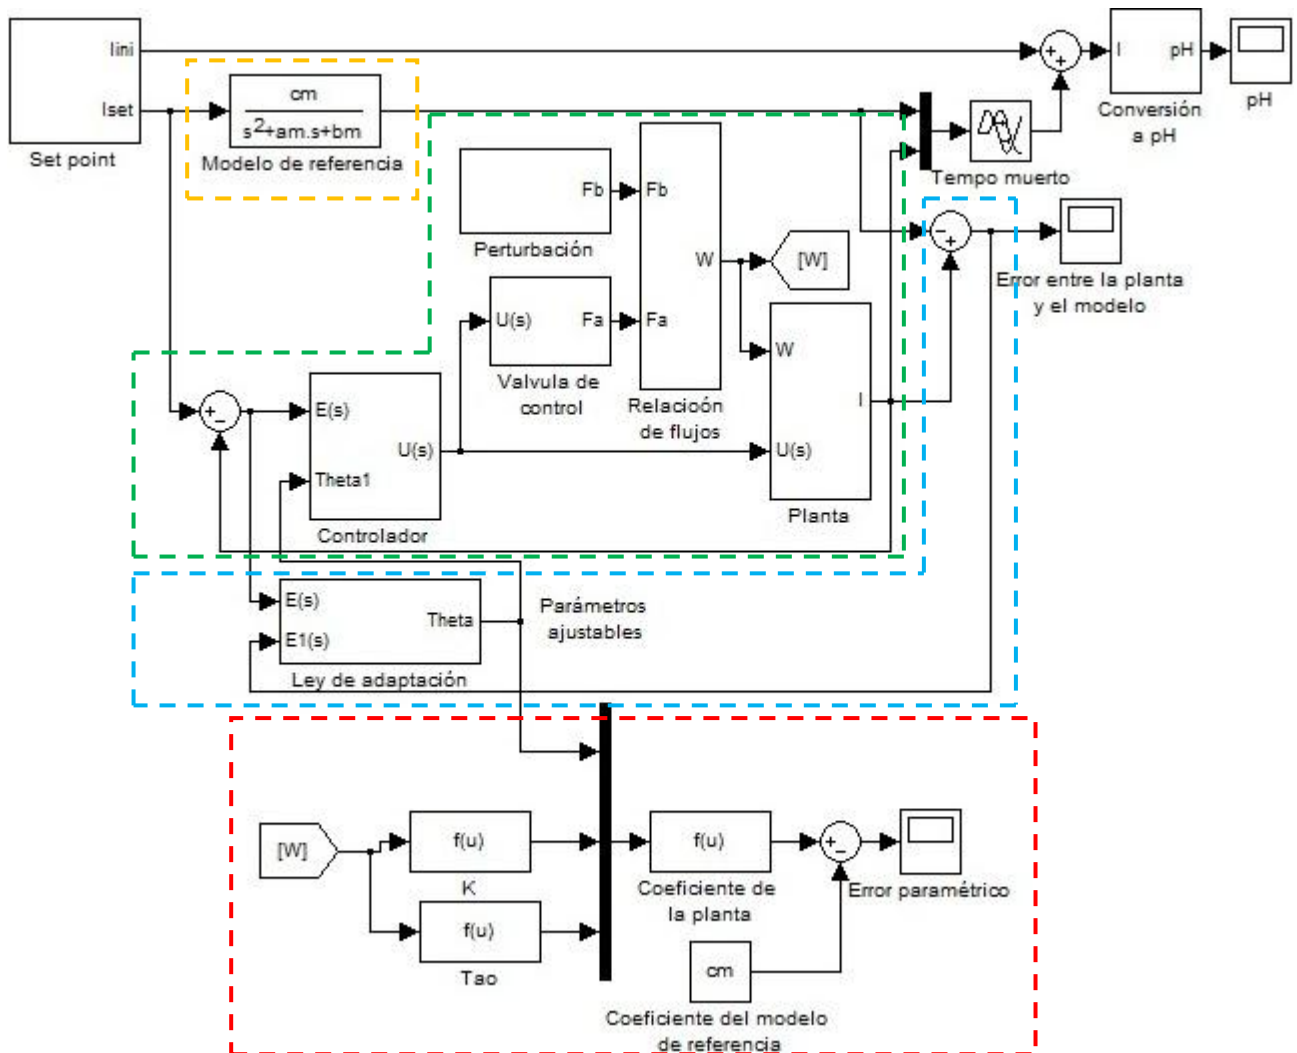 Iini
Iset
Set point
cm
s²+am.s+bm
Modelo de referencia
+
+
I
pH
Conversión
a pH
pH
Tempo muerto
Fb
Perturbación
Fb
Fa
W
Relacioón
de flujos
U(s)
Fa
Valvula de
control
[W]
W
U(s)
I
Planta
−
+
Error entre la planta
y el modelo
+
−
E(s)
Theta1
U(s)
Controlador
E(s)
E1(s)
Theta
Ley de adaptación
Parámetros
ajustables
[W]
f(u)
K
f(u)
Tao
f(u)
Coeficiente de
la planta
+
−
Error paramétrico
cm
Coeficiente del modelo
de referencia